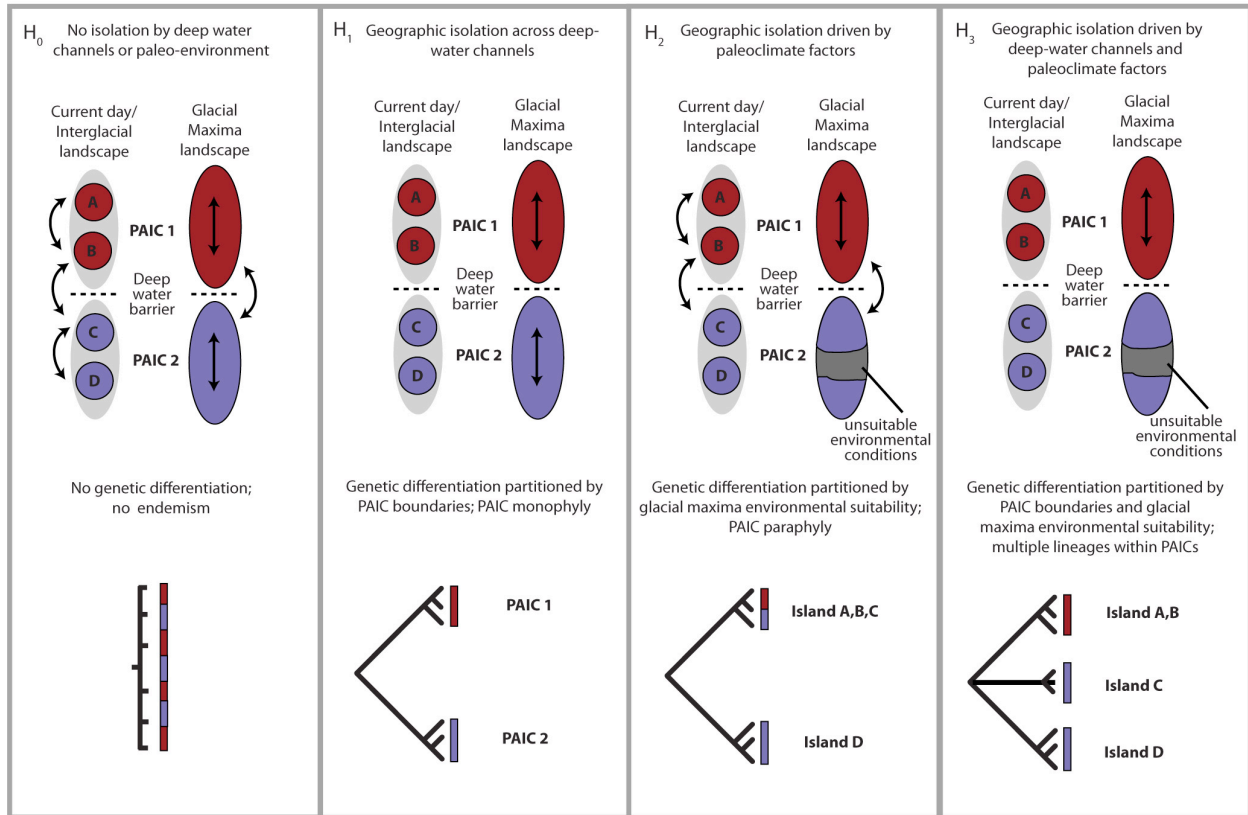 H0
No isolation by deep water
channels or paleo-environment
Current day/
Interglacial
landscape
Glacial
Maxima
landscape
A
B
PAIC 1
Deep
water
barrier
C
D
PAIC 2
No genetic differentiation;
no endemism
H1
Geographic isolation across deep-
water channels
Current day/
Interglacial
landscape
Glacial
Maxima
landscape
A
B
PAIC 1
Deep
water
barrier
C
D
PAIC 2
Genetic differentiation partitioned by
PAIC boundaries; PAIC monophyly
PAIC 1
PAIC 2
H2
Geographic isolation driven by
paleoclimate factors
Current day/
Interglacial
landscape
Glacial
Maxima
landscape
A
B
PAIC 1
Deep
water
barrier
C
D
PAIC 2
unsuitable
environmental
conditions
Genetic differentiation partitioned by
glacial maxima environmental suitability;
PAIC paraphyly
Island A,B,C
Island D
H3
Geographic isolation driven by
deep-water channels and
paleoclimate factors
Current day/
Interglacial
landscape
Glacial
Maxima
landscape
A
B
PAIC 1
Deep
water
barrier
C
D
PAIC 2
unsuitable
environmental
conditions
Genetic differentiation partitioned by
PAIC boundaries and glacial
maxima environmental suitability;
multiple lineages within PAICs
Island A,B
Island C
Island D